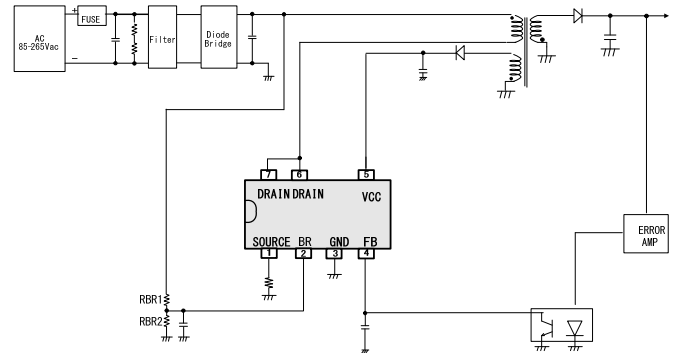 AC
85-265Vac
+
−
FUSE
Filter
Diode
Bridge
7
6
5
DRAIN
DRAIN
VCC
SOURCE
BR
GND
FB
1
2
3
4
ERROR
AMP
RBR1
RBR2